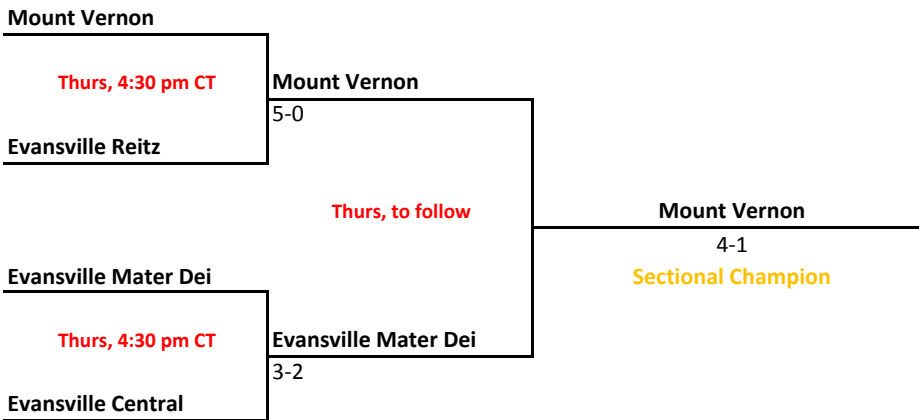 Mount Vernon
Thurs, 4:30 pm CT
Mount Vernon
5-0
Evansville Reitz
Thurs, to follow
Mount Vernon
4-1
Sectional Champion
Evansville Mater Dei
Thurs, 4:30 pm CT
Evansville Mater Dei
3-2
Evansville Central